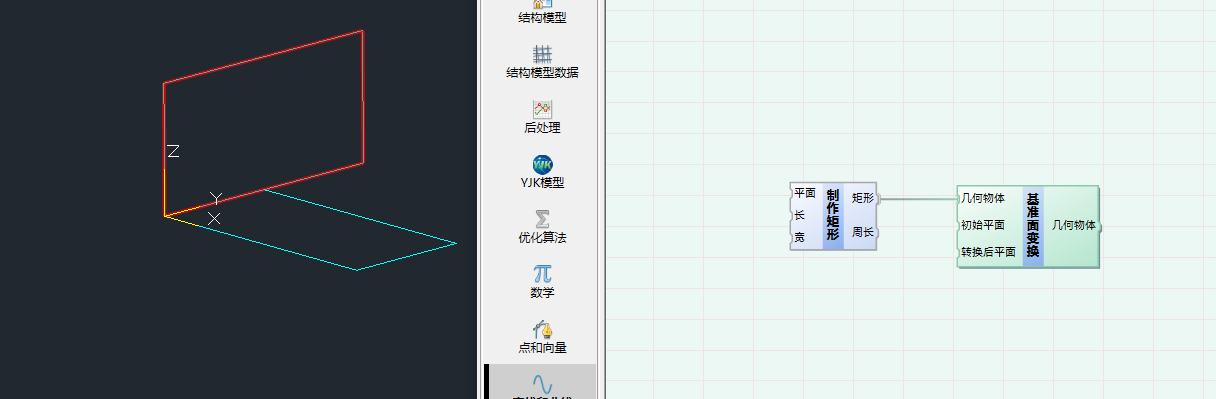 Z
Y
X
结构模型
结构模型数据
后处理
YJK
YJK模型
优化算法
数学
点和向量
平面
长
宽
制作矩形
矩形
周长
几何物体
初始平面
转换后平面
基准面变换
几何物体